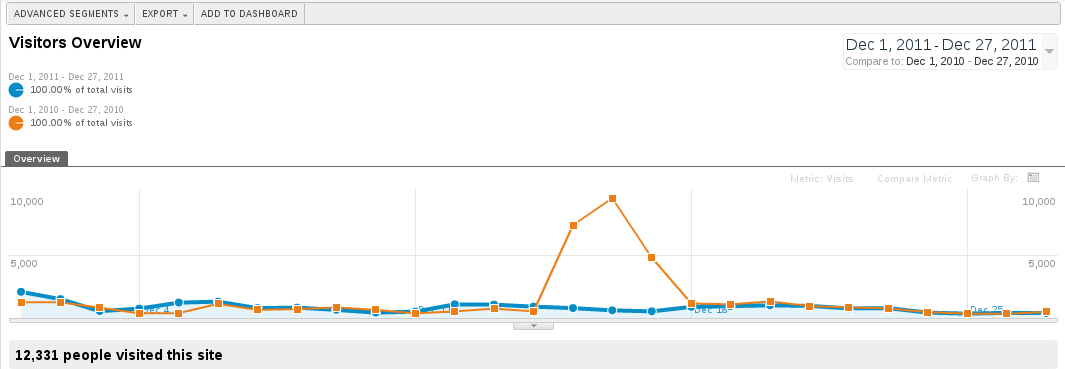 ADVANCED SEGMENTS EXPORT ADD TO DASHBOARD
Visitors Overview
Dec 1, 2011 - Dec 27, 2011
Compare to: Dec 1, 2010 - Dec 27, 2010
Dec 1, 2011 - Dec 27, 2011
100.00% of total visits
Dec 1, 2010 - Dec 27, 2010
100.00% of total visits
Overview
Metric: Visits Compare Metric Graph By:
10,000 10,000
5,000 5,000
Dec 4 Dec 18 Dec 25
12,331 people visited this site